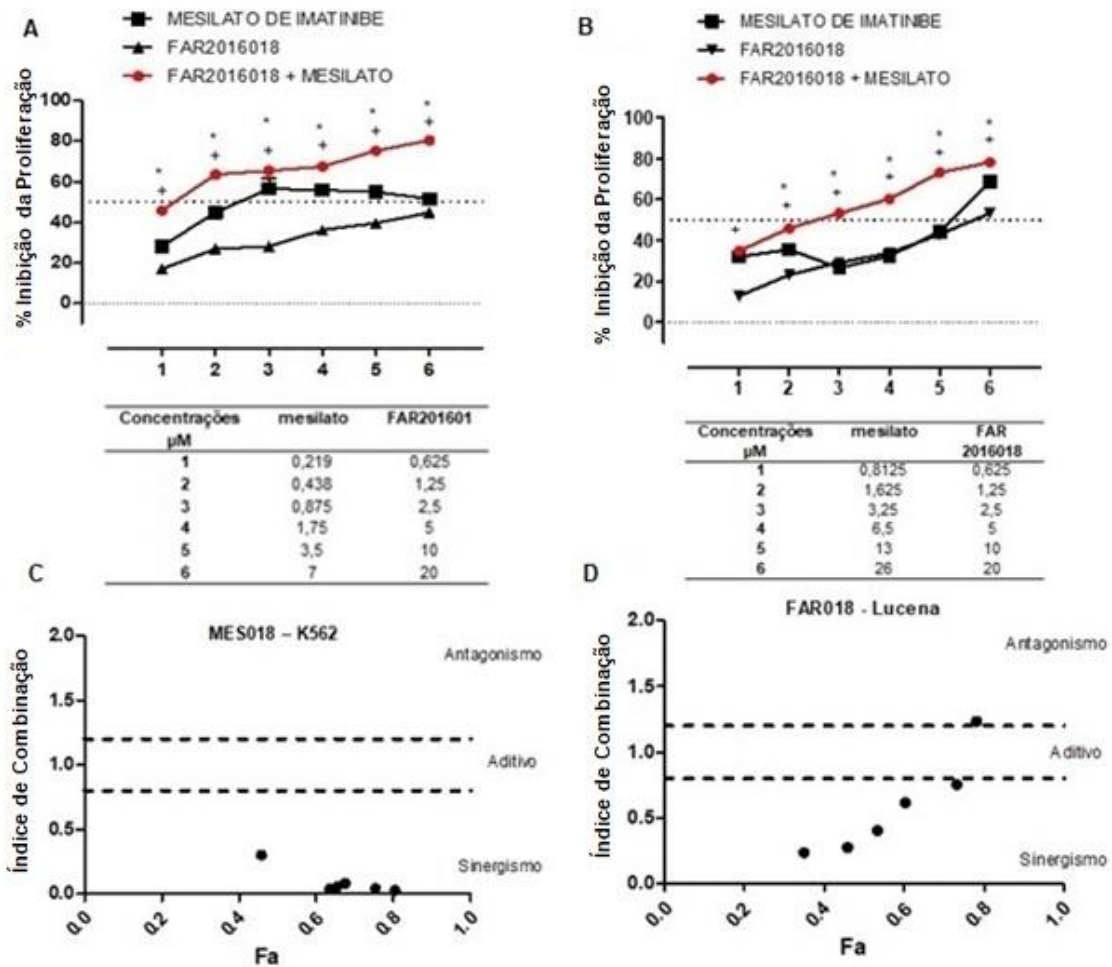 A
MESILATO DE IMATINIBE
FAR2016018
FAR2016018 + MESILATO
% Inibição da Proliferação
100
80
60
40
20
0
* * * * * *
+ + + + + +
1 2 3 4 5 6
Concentrações µM mesilato FAR201601
1 0,219 0,625
2 0,438 1,25
3 0,875 2,5
4 1,75 5
5 3,5 10
6 7 20
B
MESILATO DE IMATINIBE
FAR2016018
FAR2016018 + MESILATO
% Inibição da Proliferação
100
80
60
40
20
0
* * * * *
+ + + + + +
1 2 3 4 5 6
Concentrações µM mesilato FAR 2016018
1 0,8125 0,625
2 1,625 1,25
3 3,25 2,5
4 6,5 5
5 13 10
6 26 20
C
MES018 – K562
Índice de Combinação
2.0
1.5
1.0
0.5
0.0
Antagonismo
Aditivo
Sinergismo
0.0 0.2 0.4 0.6 0.8 1.0
Fa
D
FAR018 - Lucena
Índice de Combinação
2.0
1.5
1.0
0.5
0.0
Antagonismo
Aditivo
Sinergismo
0.0 0.2 0.4 0.6 0.8 1.0
Fa